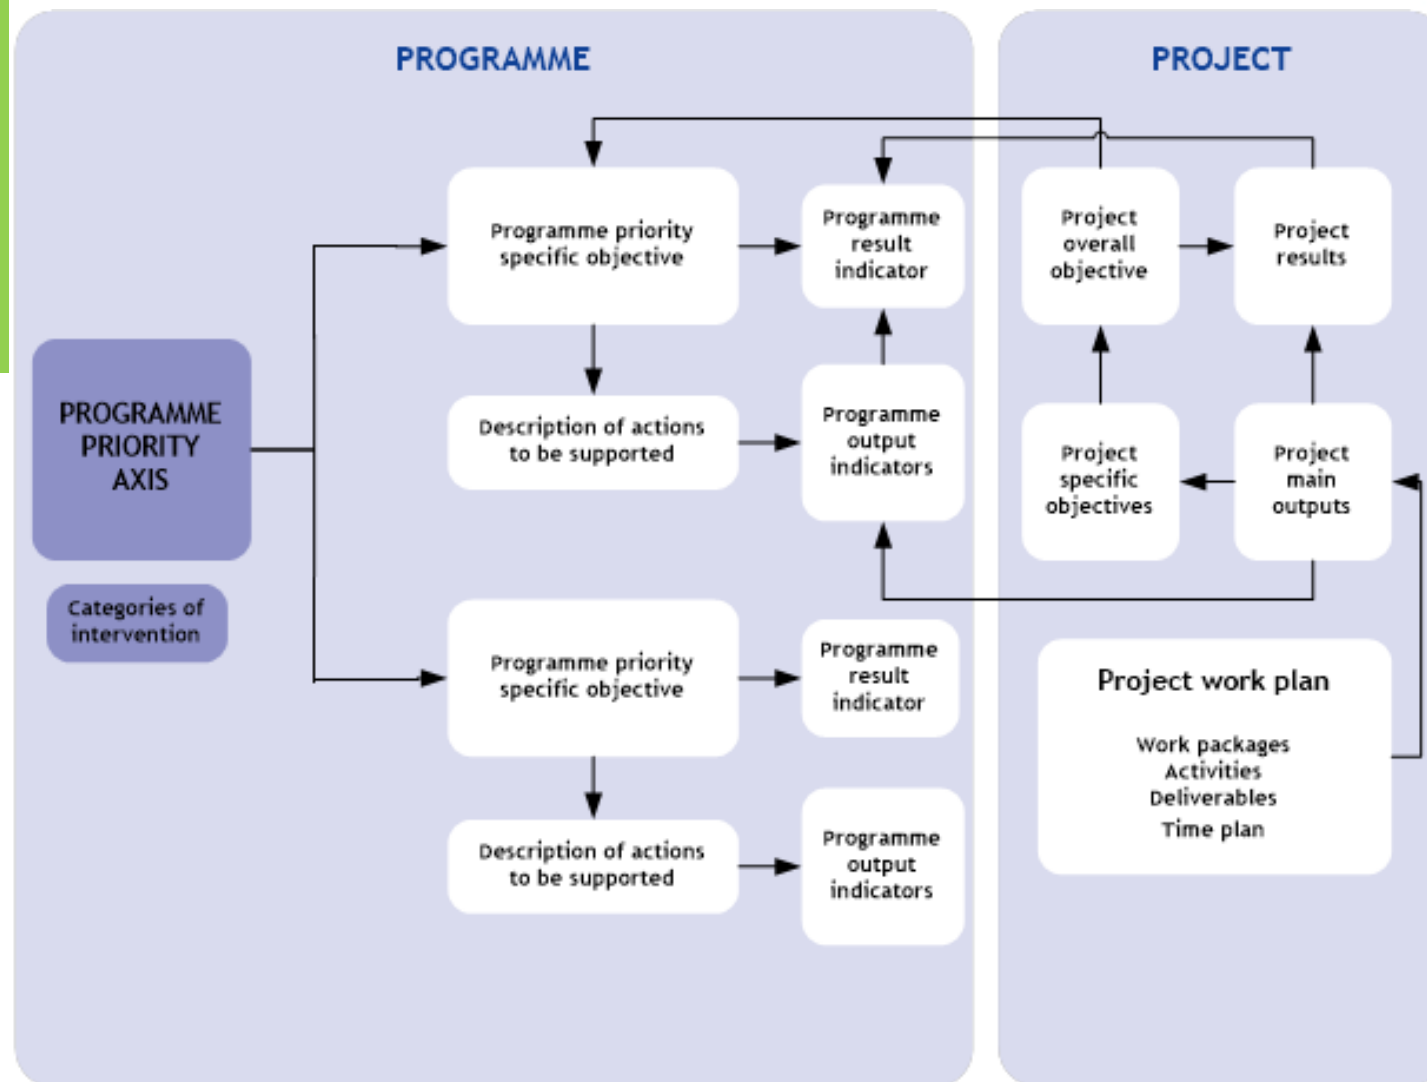 PROGRAMME
PROJECT
Programme priority
specific objective
Programme
result
indicator
Project
overall
objective
Project
results
PROGRAMME
PRIORITY
AXIS
Description of actions
to be supported
Programme
output
indicators
Project
specific
objectives
Project
main
outputs
Categories of
intervention
Programme priority
specific objective
Programme
result
indicator
Project work plan
Work packages
Activities
Deliverables
Time plan
Description of actions
to be supported
Programme
output
indicators